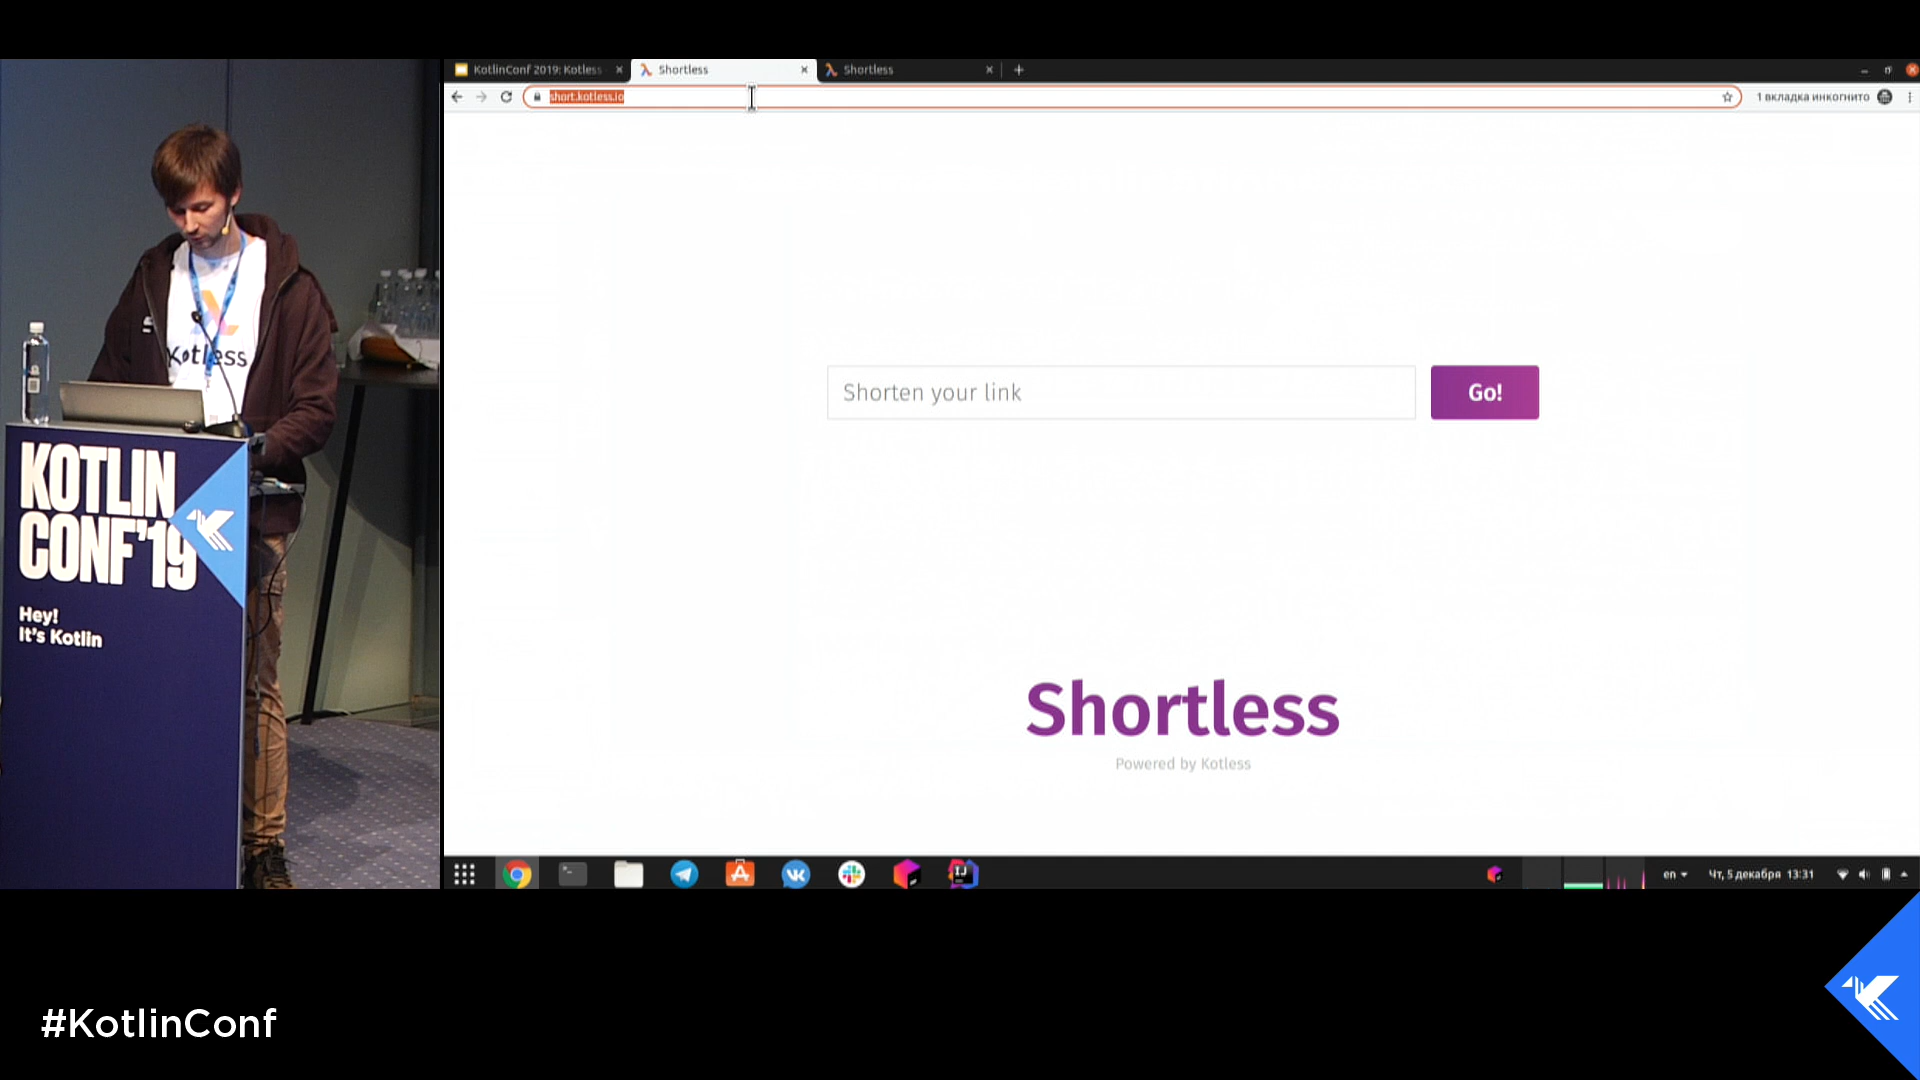 KotlinConf 2019: Kotless
Shortless
Shortless
short.kotless.io
1 вкладка инкогнито
Shorten your link
Go!
Shortless
Powered by Kotless
en
Чт, 5 декабря 13:31
Kotless
KOTLIN
CONF'19
Hey!
It's Kotlin
#KotlinConf